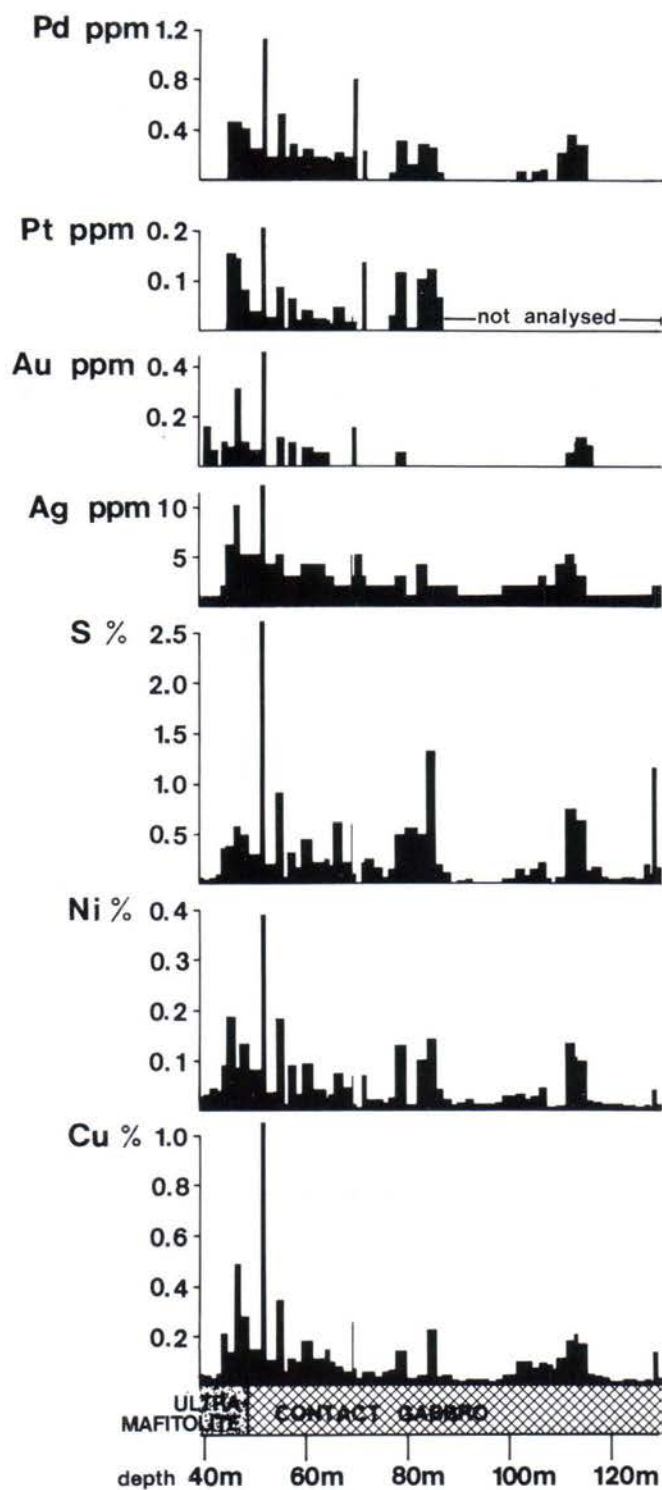 Pd ppm 1.2
0.8
0.4
Pt ppm 0.2
0.1
not analysed
Au ppm 0.4
0.2
Ag ppm 10
5
S %
2.5
2.0
1.5
1.0
0.5
Ni % 0.4
0.3
0.2
0.1
Cu % 1.0
0.8
0.6
0.4
0.2
ULTRA-
MAFITOLITE CONTACT GABBRO
depth 40m 60m 80m 100m 120m